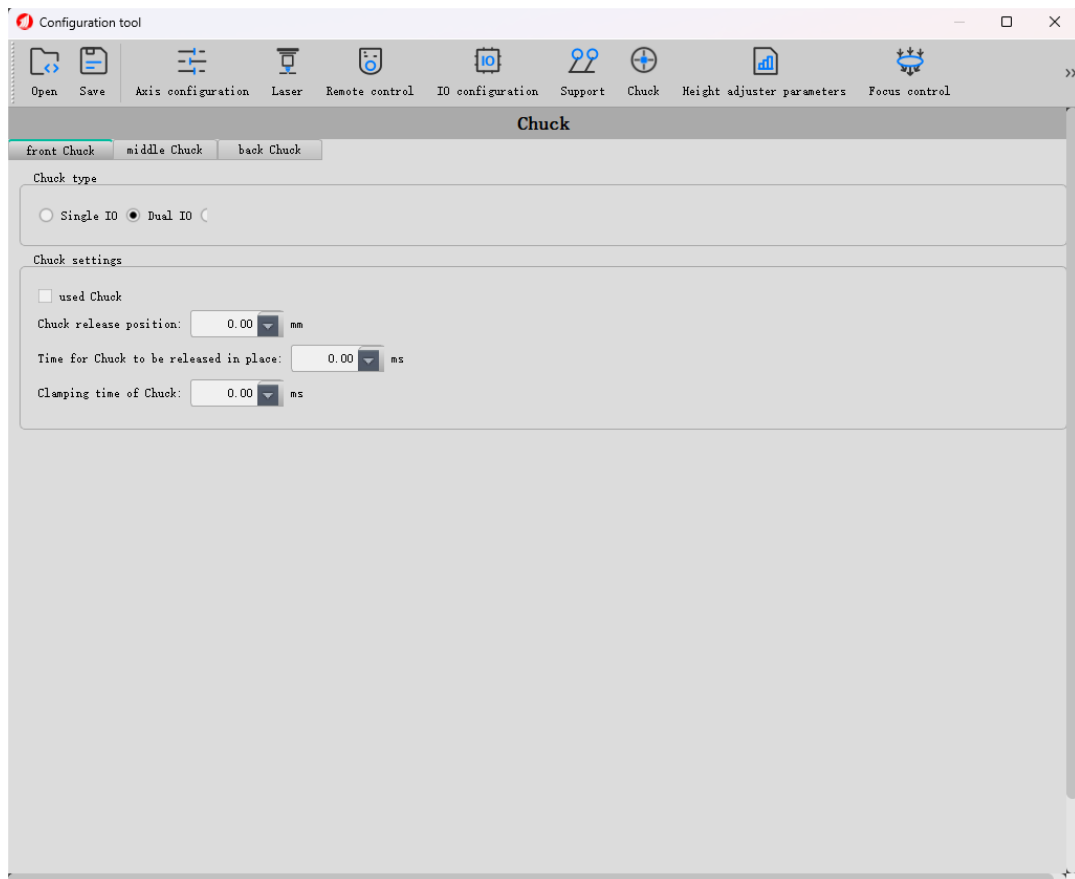 Configuration tool
Open Save Axis configuration Laser Remote control IO configuration Support Chuck Height adjuster parameters Focus control
Chuck
front Chuck middle Chuck back Chuck
Chuck type
Single IO Dual IO
Chuck settings
used Chuck
Chuck release position: 0.00 mm
Time for Chuck to be released in place: 0.00 ms
Clamping time of Chuck: 0.00 ms